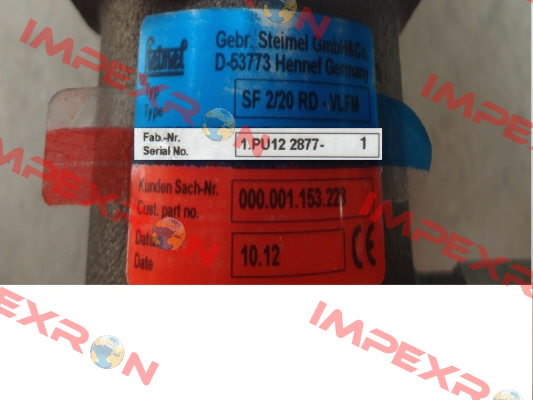 Steimel
Gebr. Steimel GmbH&Co.
D-53773 Hennef Germany
Type SF 2/20 RD - VLFM
Fab.-Nr.
Serial No. 1.PU12 2877- 1
Kunden Sach-Nr.
Cust. part no. 000.001.153.223
Datum
Date 10.12 CE
IMPEXRON
IMPEXRON
IMPEXRON
IMPEXRON